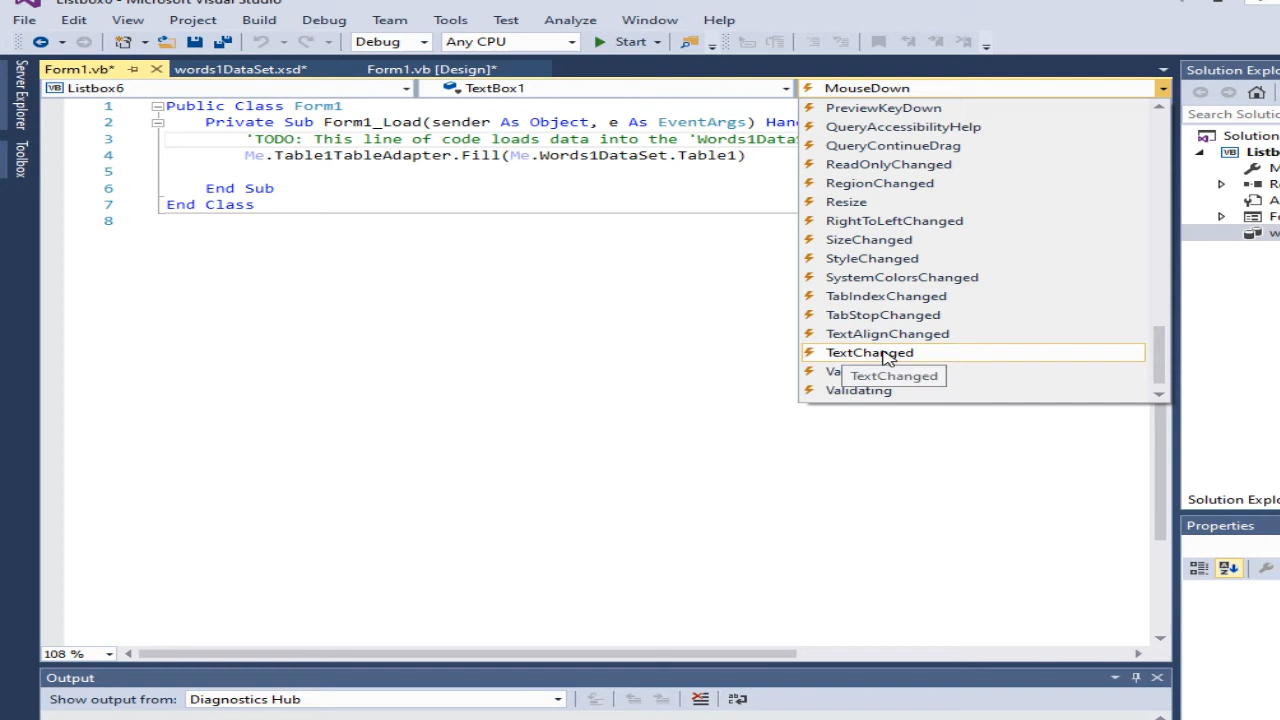 Listbox6 - Microsoft Visual Studio
File Edit View Project Build Debug Team Tools Test Analyze Window Help
Debug Any CPU Start
Form1.vb* words1DataSet.xsd* Form1.vb [Design]*
Solution Explo
Listbox6 TextBox1 MouseDown
Server Explorer
Toolbox
1 Public Class Form1
2 Private Sub Form1_Load(sender As Object, e As EventArgs) Han
3 'TODO: This line of code loads data into the 'Words1Data
4 Me.Table1TableAdapter.Fill(Me.Words1DataSet.Table1)
5
6 End Sub
7 End Class
8
PreviewKeyDown
QueryAccessibilityHelp
QueryContinueDrag
ReadOnlyChanged
RegionChanged
Resize
RightToLeftChanged
SizeChanged
StyleChanged
SystemColorsChanged
TabIndexChanged
TabStopChanged
TextAlignChanged
TextChanged
Va
TextChanged
Validating
Search Solutio
Solution
Listb
M
R
A
F
w
Solution Explo
Properties
108 %
Output
Show output from: Diagnostics Hub